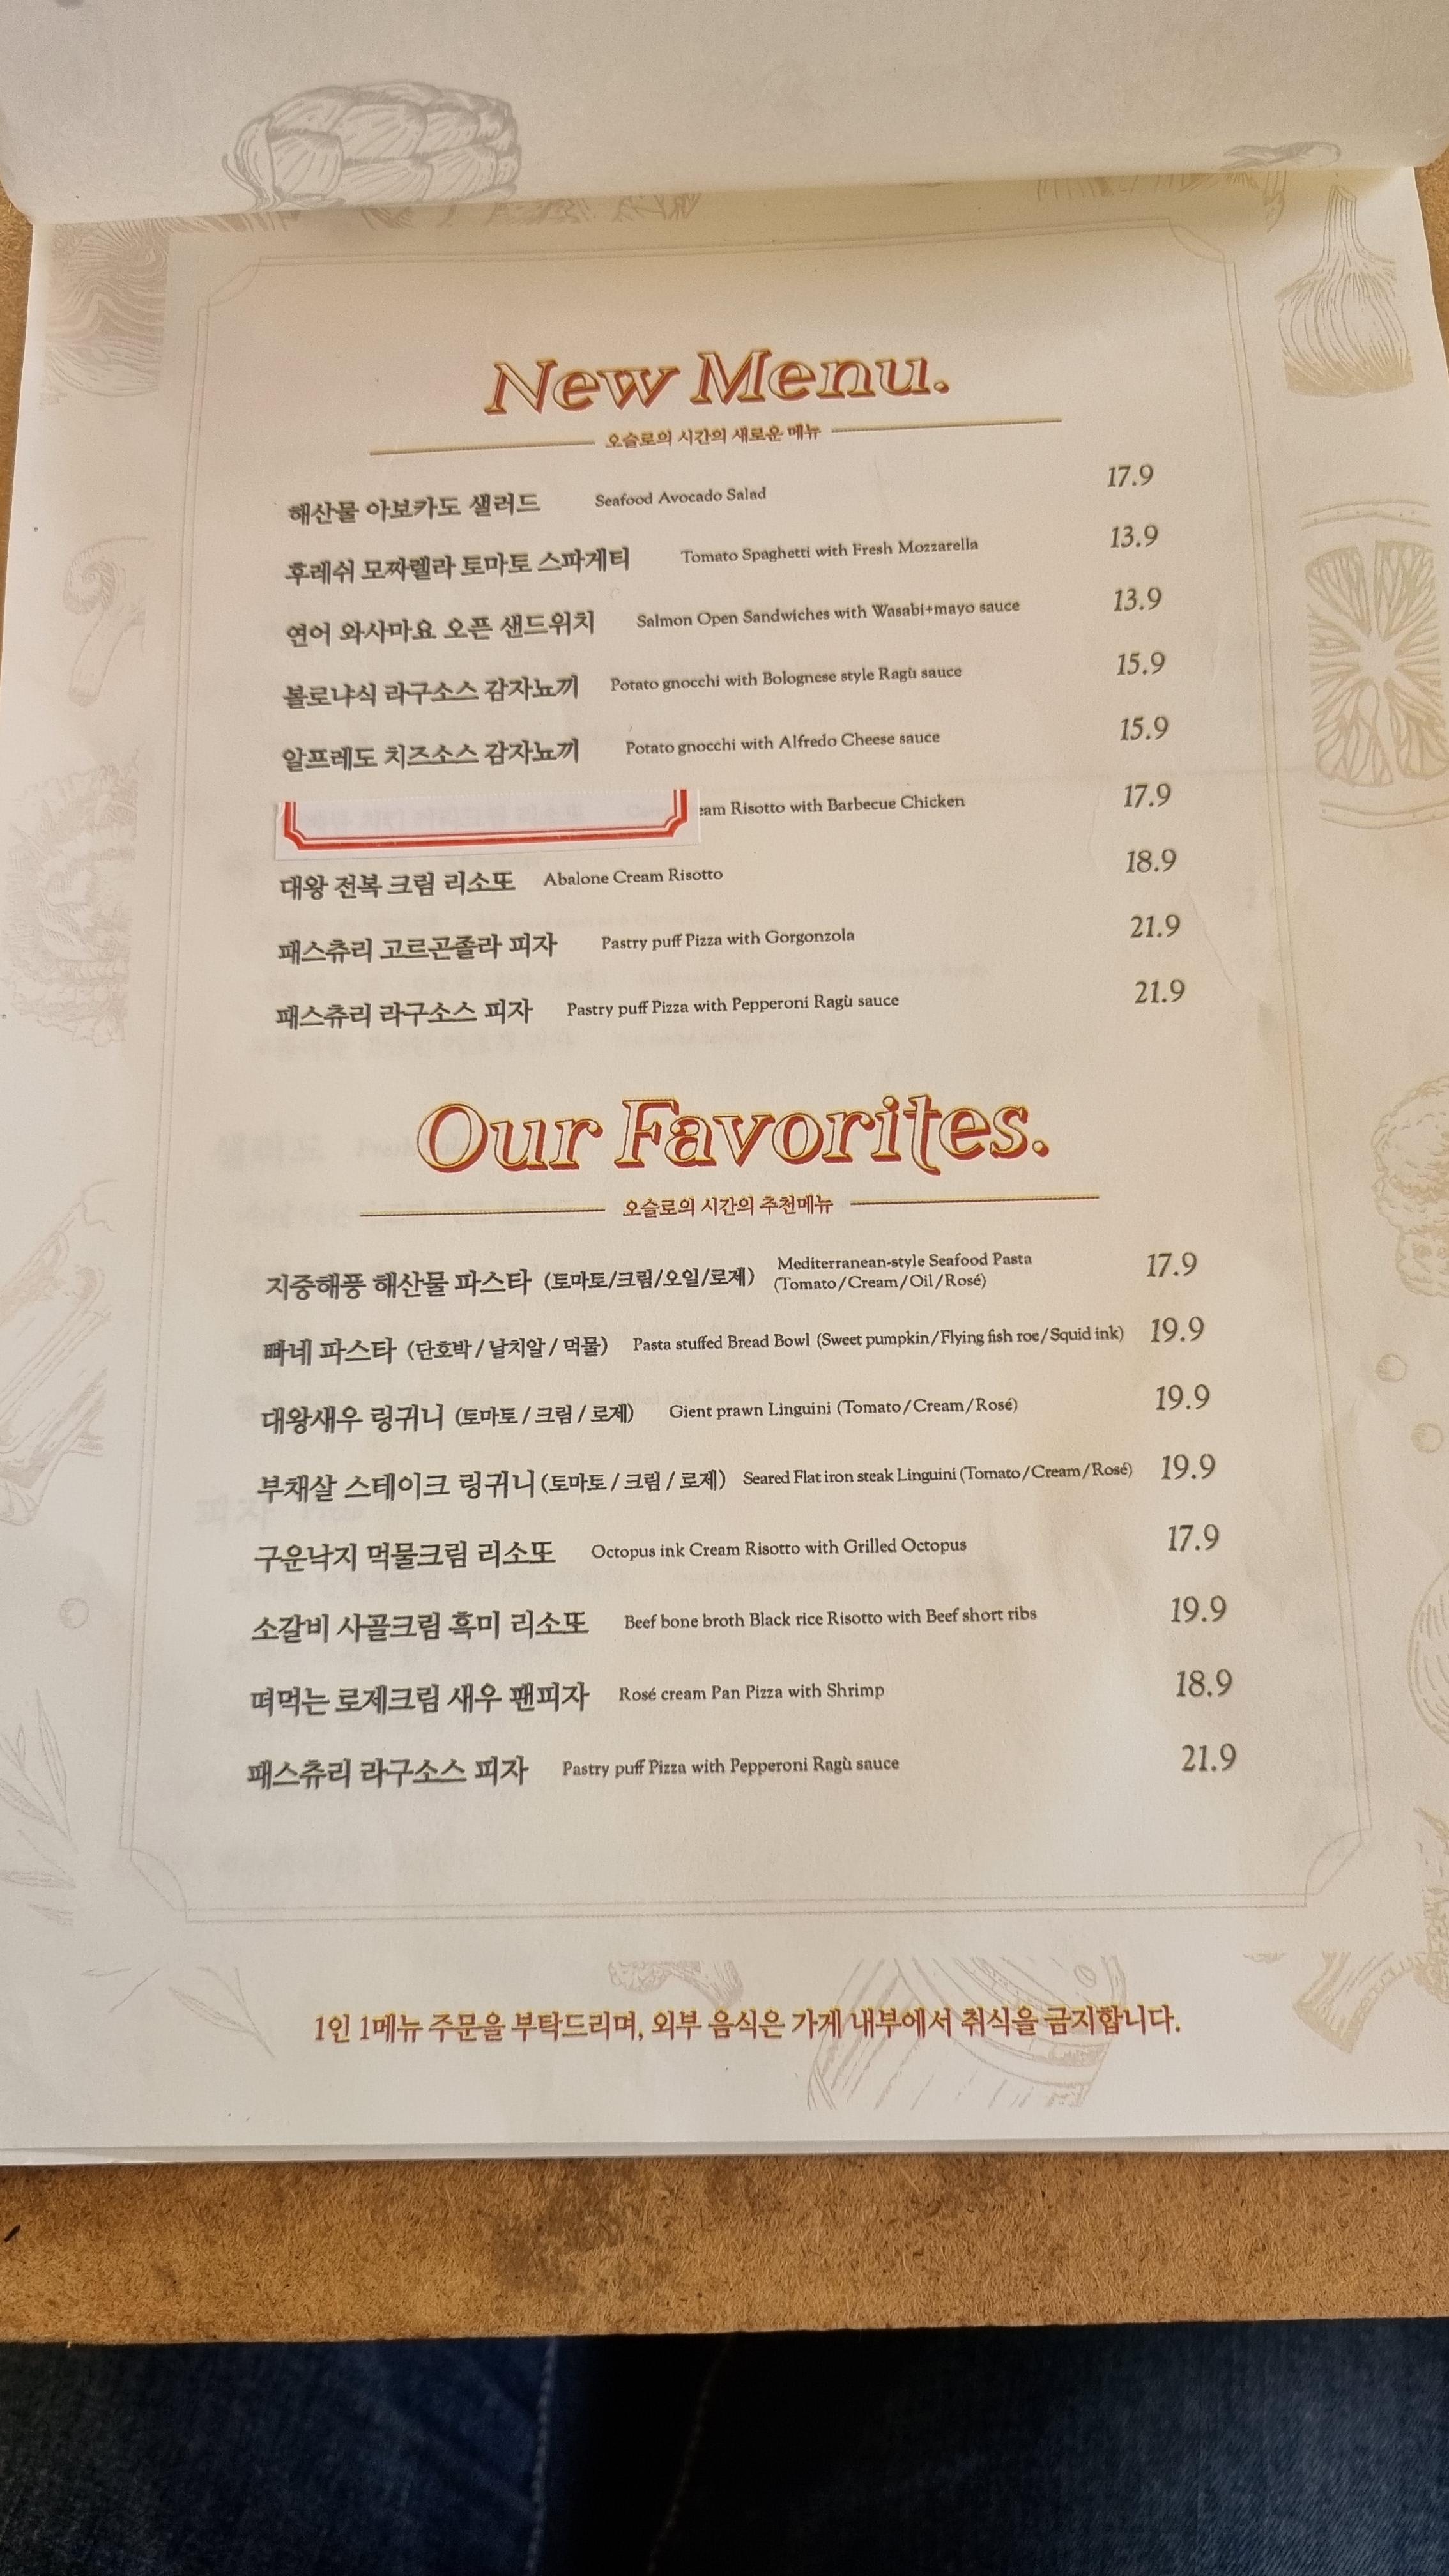 New Menu.
오슬로의 시간의 새로운 메뉴
해산물 아보카도 샐러드 Seafood Avocado Salad 17.9
후레쉬 모짜렐라 토마토 스파게티 Tomato Spaghetti with Fresh Mozzarella 13.9
연어 와사마요 오픈 샌드위치 Salmon Open Sandwiches with Wasabi+mayo sauce 13.9
볼로냐식 라구소스 감자뇨끼 Potato gnocchi with Bolognese style Ragù sauce 15.9
알프레도 치즈소스 감자뇨끼 Potato gnocchi with Alfredo Cheese sauce 15.9
Risotto with Barbecue Chicken 17.9
대왕 전복 크림 리소또 Abalone Cream Risotto 18.9
패스츄리 고르곤졸라 피자 Pastry puff Pizza with Gorgonzola 21.9
패스츄리 라구소스 피자 Pastry puff Pizza with Pepperoni Ragù sauce 21.9
Our Favorites.
오슬로의 시간의 추천메뉴
지중해풍 해산물 파스타 (토마토/크림/오일/로제) Mediterranean-style Seafood Pasta
(Tomato/Cream/Oil/Rosé) 17.9
빠네 파스타 (단호박 / 날치알 / 먹물) Pasta stuffed Bread Bowl (Sweet pumpkin/Flying fish roe/Squid ink) 19.9
대왕새우 링귀니 (토마토 / 크림 / 로제) Gient prawn Linguini (Tomato/Cream/Rosé) 19.9
부채살 스테이크 링귀니 (토마토 / 크림 / 로제) Seared Flat iron steak Linguini (Tomato/Cream/Rosé) 19.9
구운낙지 먹물크림 리소또 Octopus ink Cream Risotto with Grilled Octopus 17.9
소갈비 사골크림 흑미 리소또 Beef bone broth Black rice Risotto with Beef short ribs 19.9
떠먹는 로제크림 새우 팬피자 Rosé cream Pan Pizza with Shrimp 18.9
패스츄리 라구소스 피자 Pastry puff Pizza with Pepperoni Ragù sauce 21.9
1인 1메뉴 주문을 부탁드리며, 외부 음식은 가게 내부에서 취식을 금지합니다.